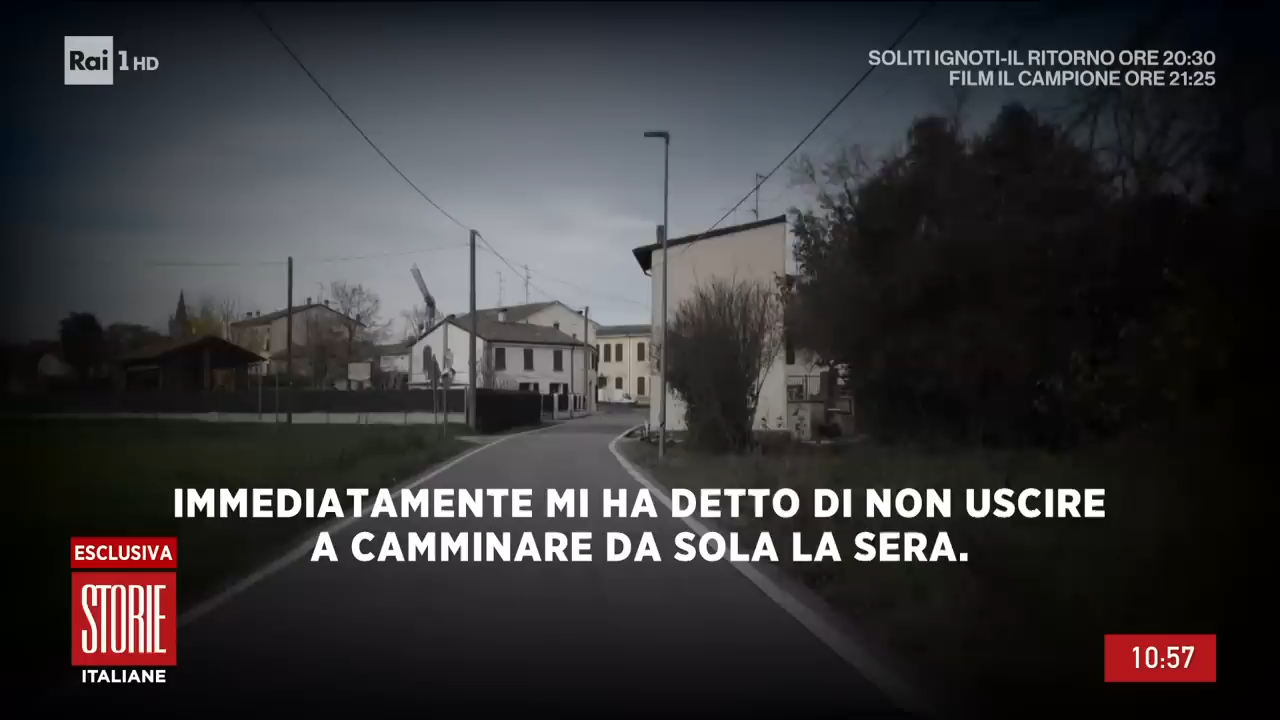 Rai 1 HD
SOLITI IGNOTI-IL RITORNO ORE 20:30
FILM IL CAMPIONE ORE 21:25
IMMEDIATAMENTE MI HA DETTO DI NON USCIRE
A CAMMINARE DA SOLA LA SERA.
ESCLUSIVA
STORIE
ITALIANE
10:57